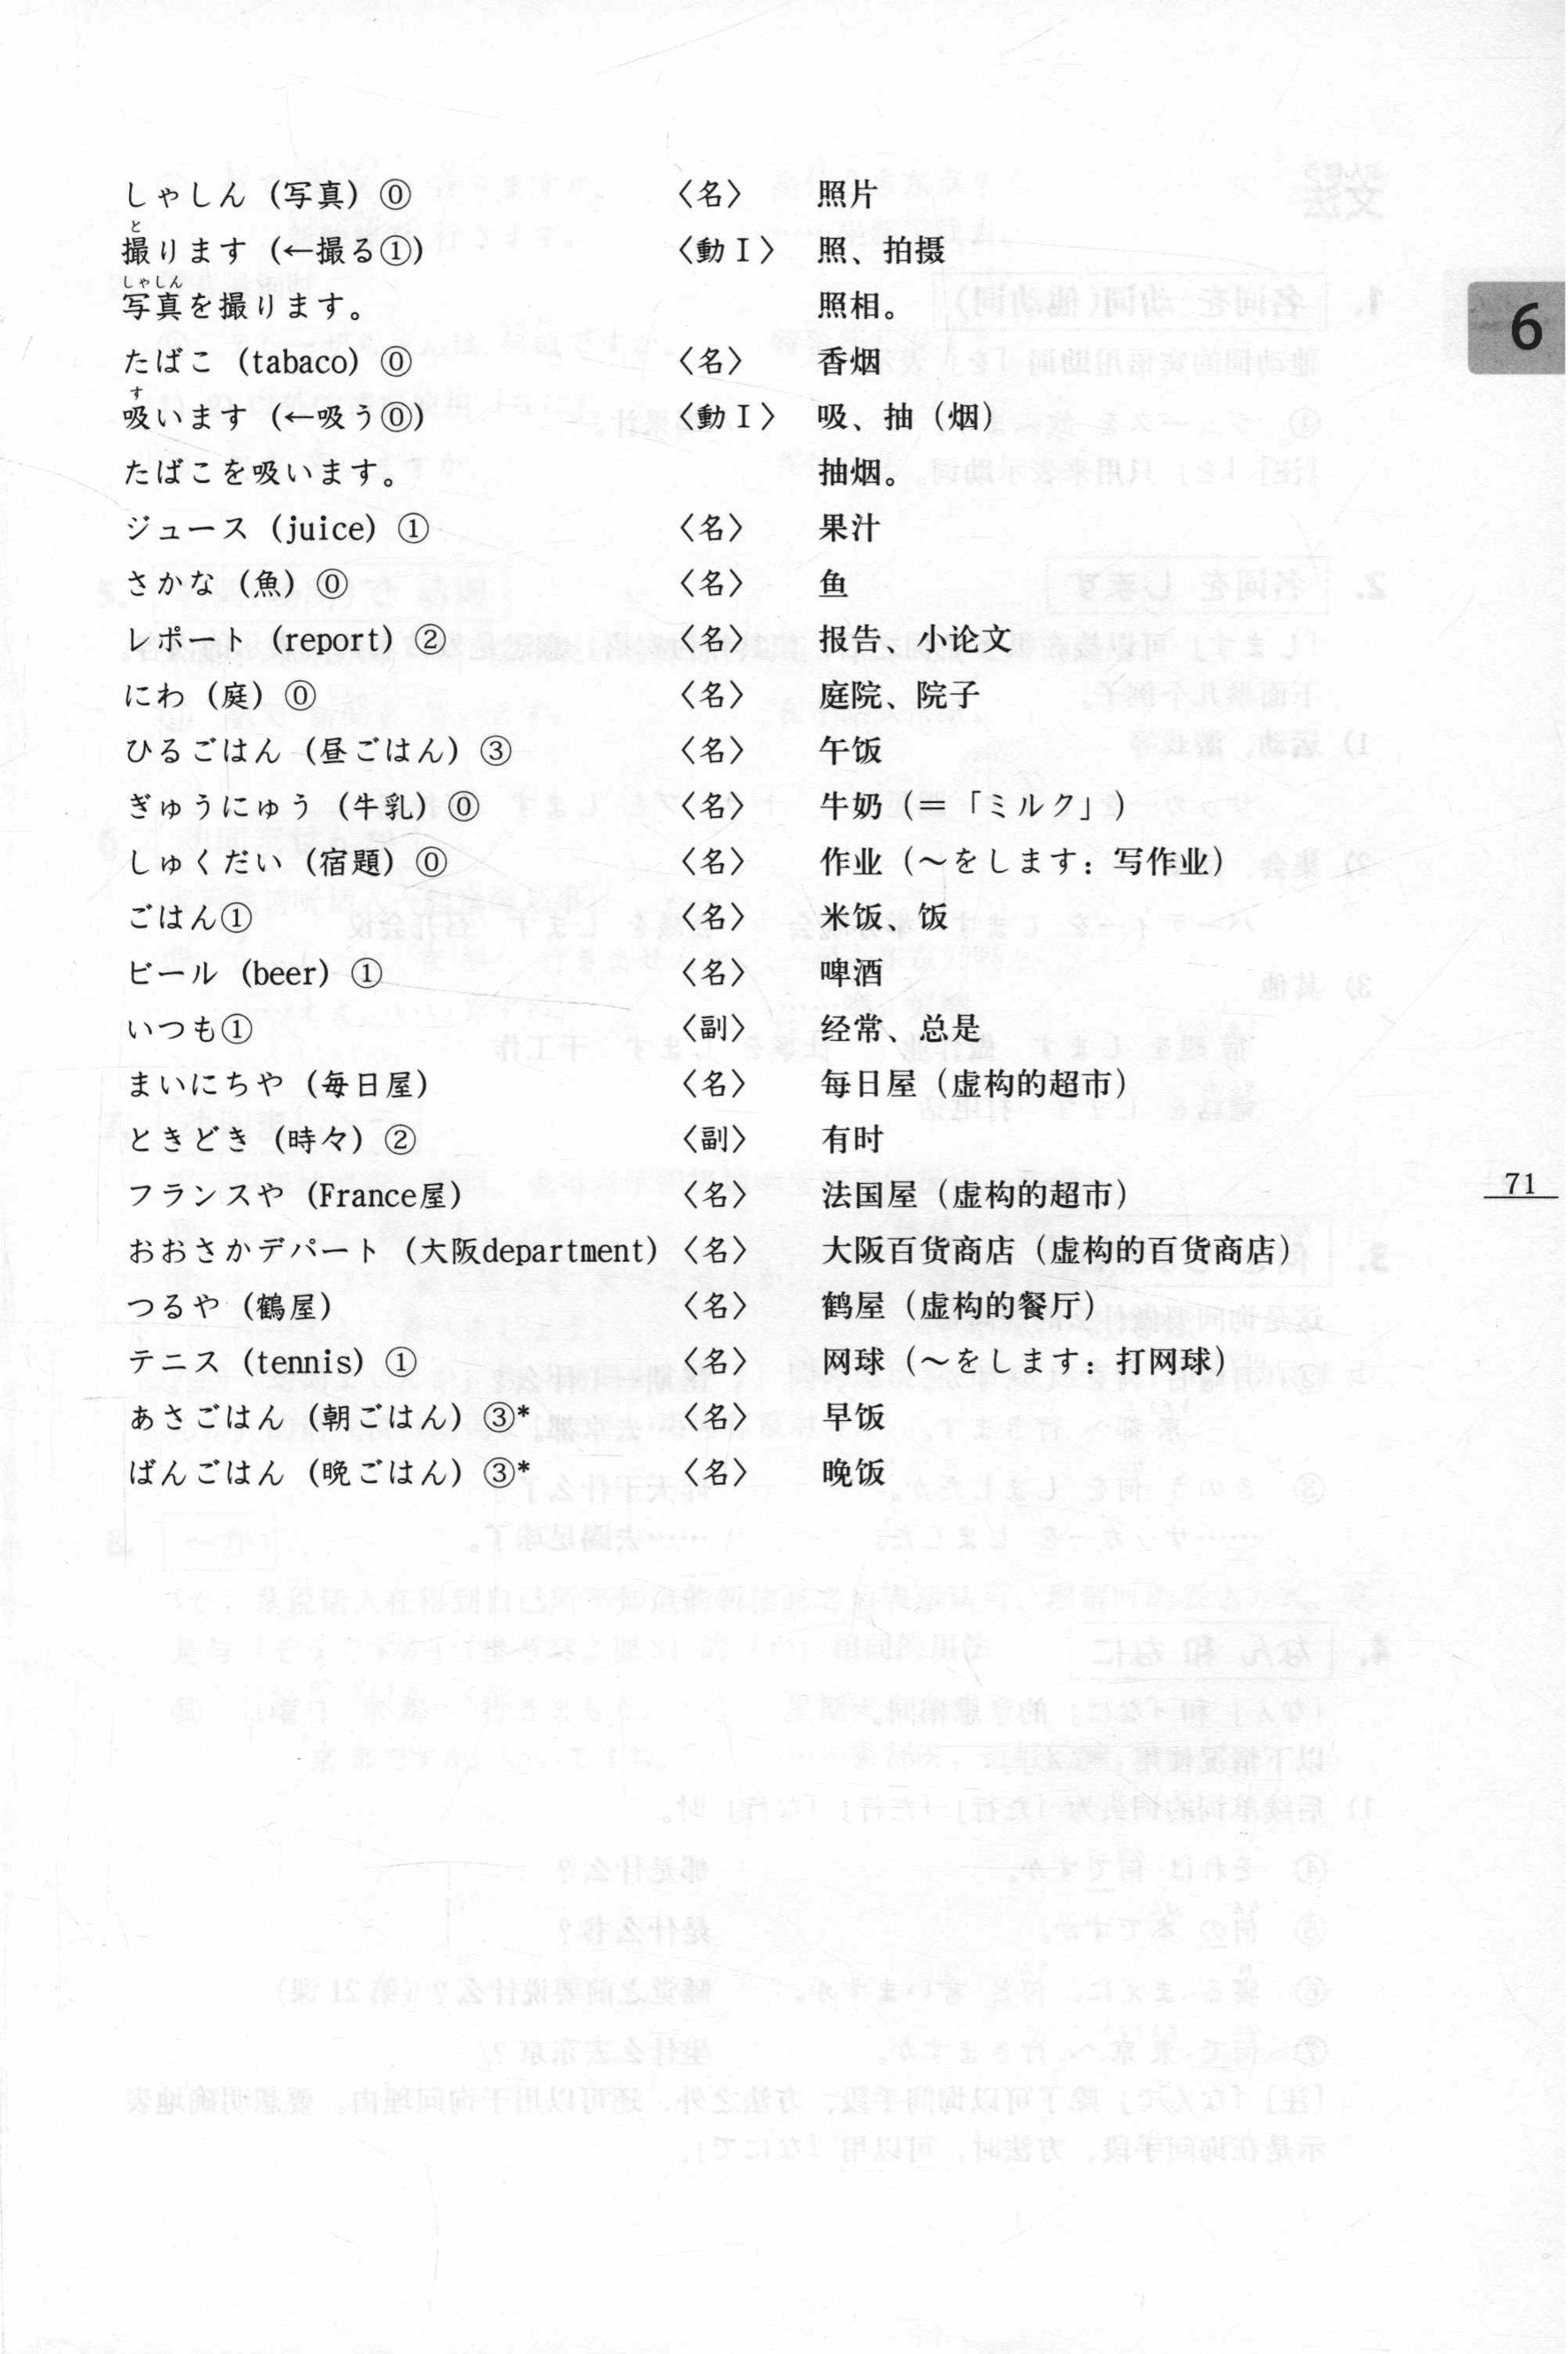 しゃしん（写真）⓪ 〈名〉 照片
と
撮ります（←撮る①） 〈動Ⅰ〉 照、拍摄
しゃしん
写真を撮ります。 照相。
たばこ（tabaco）⓪ 〈名〉 香烟
す
吸います（←吸う⓪） 〈動Ⅰ〉 吸、抽（烟）
たばこを吸います。 抽烟。
ジュース（juice）① 〈名〉 果汁
さかな（魚）⓪ 〈名〉 鱼
レポート（report）② 〈名〉 报告、小论文
にわ（庭）⓪ 〈名〉 庭院、院子
ひるごはん（昼ごはん）③ 〈名〉 午饭
ぎゅうにゅう（牛乳）⓪ 〈名〉 牛奶（＝「ミルク」）
しゅくだい（宿題）⓪ 〈名〉 作业（～をします：写作业）
ごはん① 〈名〉 米饭、饭
ビール（beer）① 〈名〉 啤酒
いつも① 〈副〉 经常、总是
まいにちや（毎日屋） 〈名〉 每日屋（虚构的超市）
ときどき（時々）② 〈副〉 有时
フランスや（France屋） 〈名〉 法国屋（虚构的超市）
おおさかデパート（大阪department） 〈名〉 大阪百货商店（虚构的百货商店）
つるや（鶴屋） 〈名〉 鹤屋（虚构的餐厅）
テニス（tennis）① 〈名〉 网球（～をします：打网球）
あさごはん（朝ごはん）③* 〈名〉 早饭
ばんごはん（晩ごはん）③* 〈名〉 晚饭
6
71